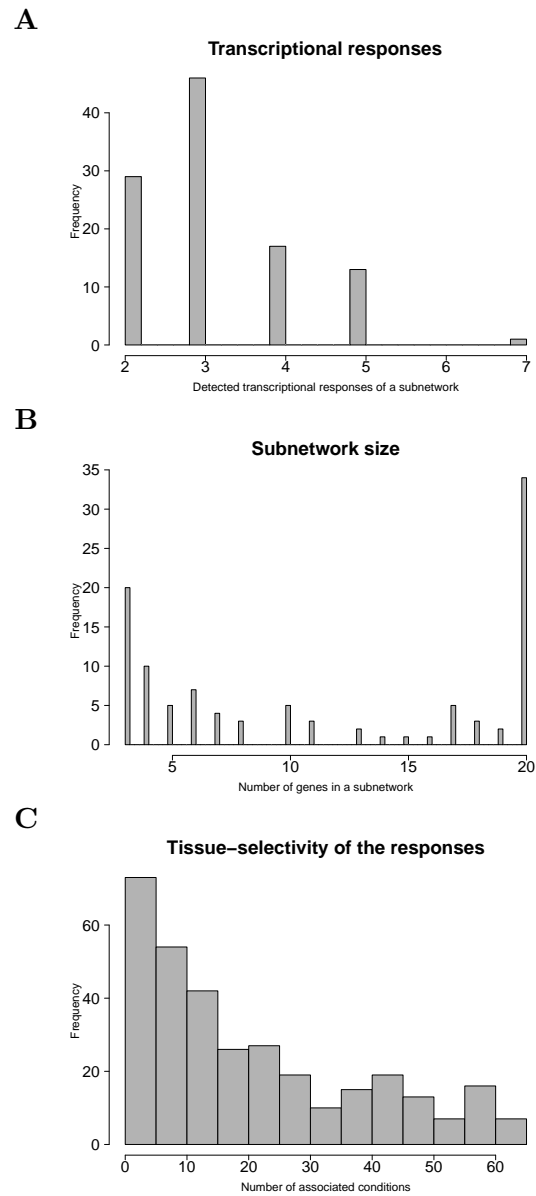 A
Transcriptional responses
Frequency
40
30
20
10
0
2 3 4 5 6 7
Detected transcriptional responses of a subnetwork
B
Subnetwork size
Frequency
35
30
25
20
15
10
5
0
5 10 15 20
Number of genes in a subnetwork
C
Tissue−selectivity of the responses
Frequency
60
40
20
0
0 10 20 30 40 50 60
Number of associated conditions